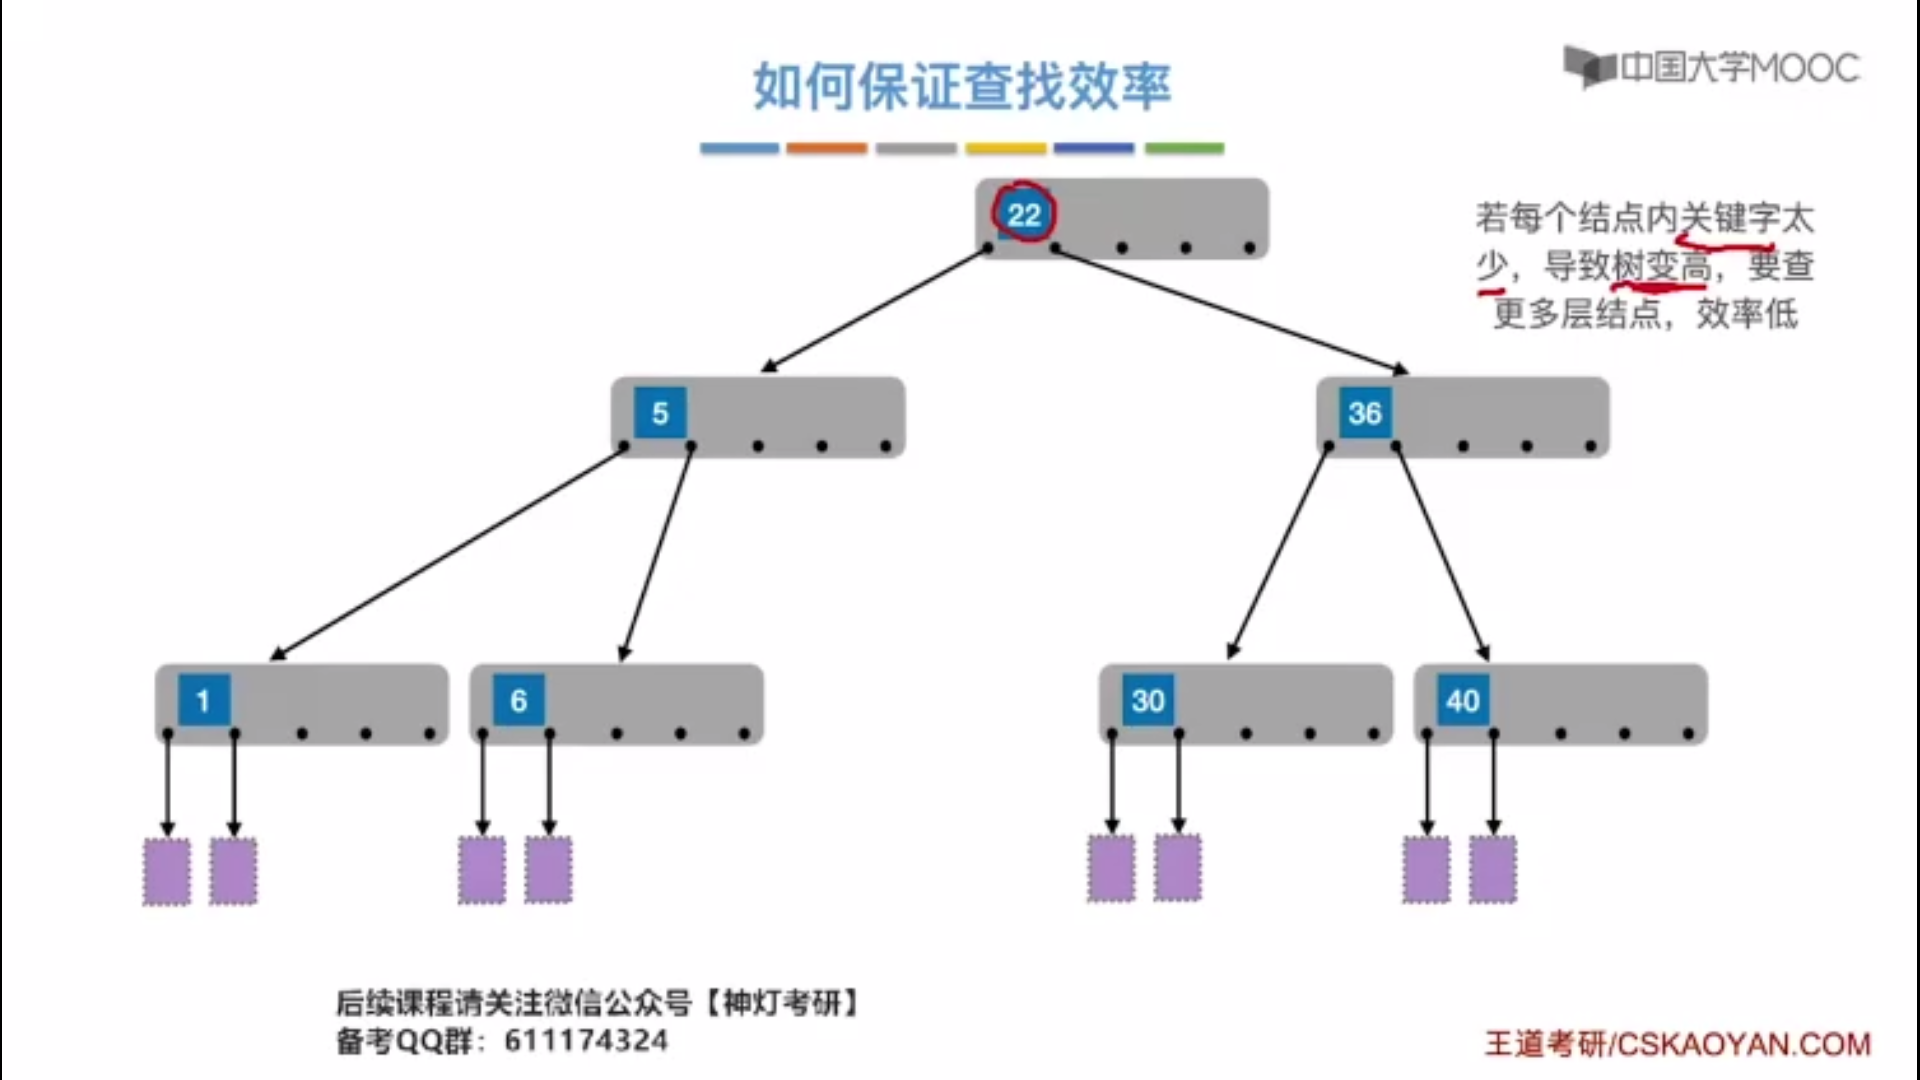 如何保证查找效率
中国大学MOOC
22
若每个结点内关键字太
少，导致树变高，要查
更多层结点，效率低
5
36
1
6
30
40
后续课程请关注微信公众号【神灯考研】
备考QQ群：611174324
王道考研/CSKAOYAN.COM